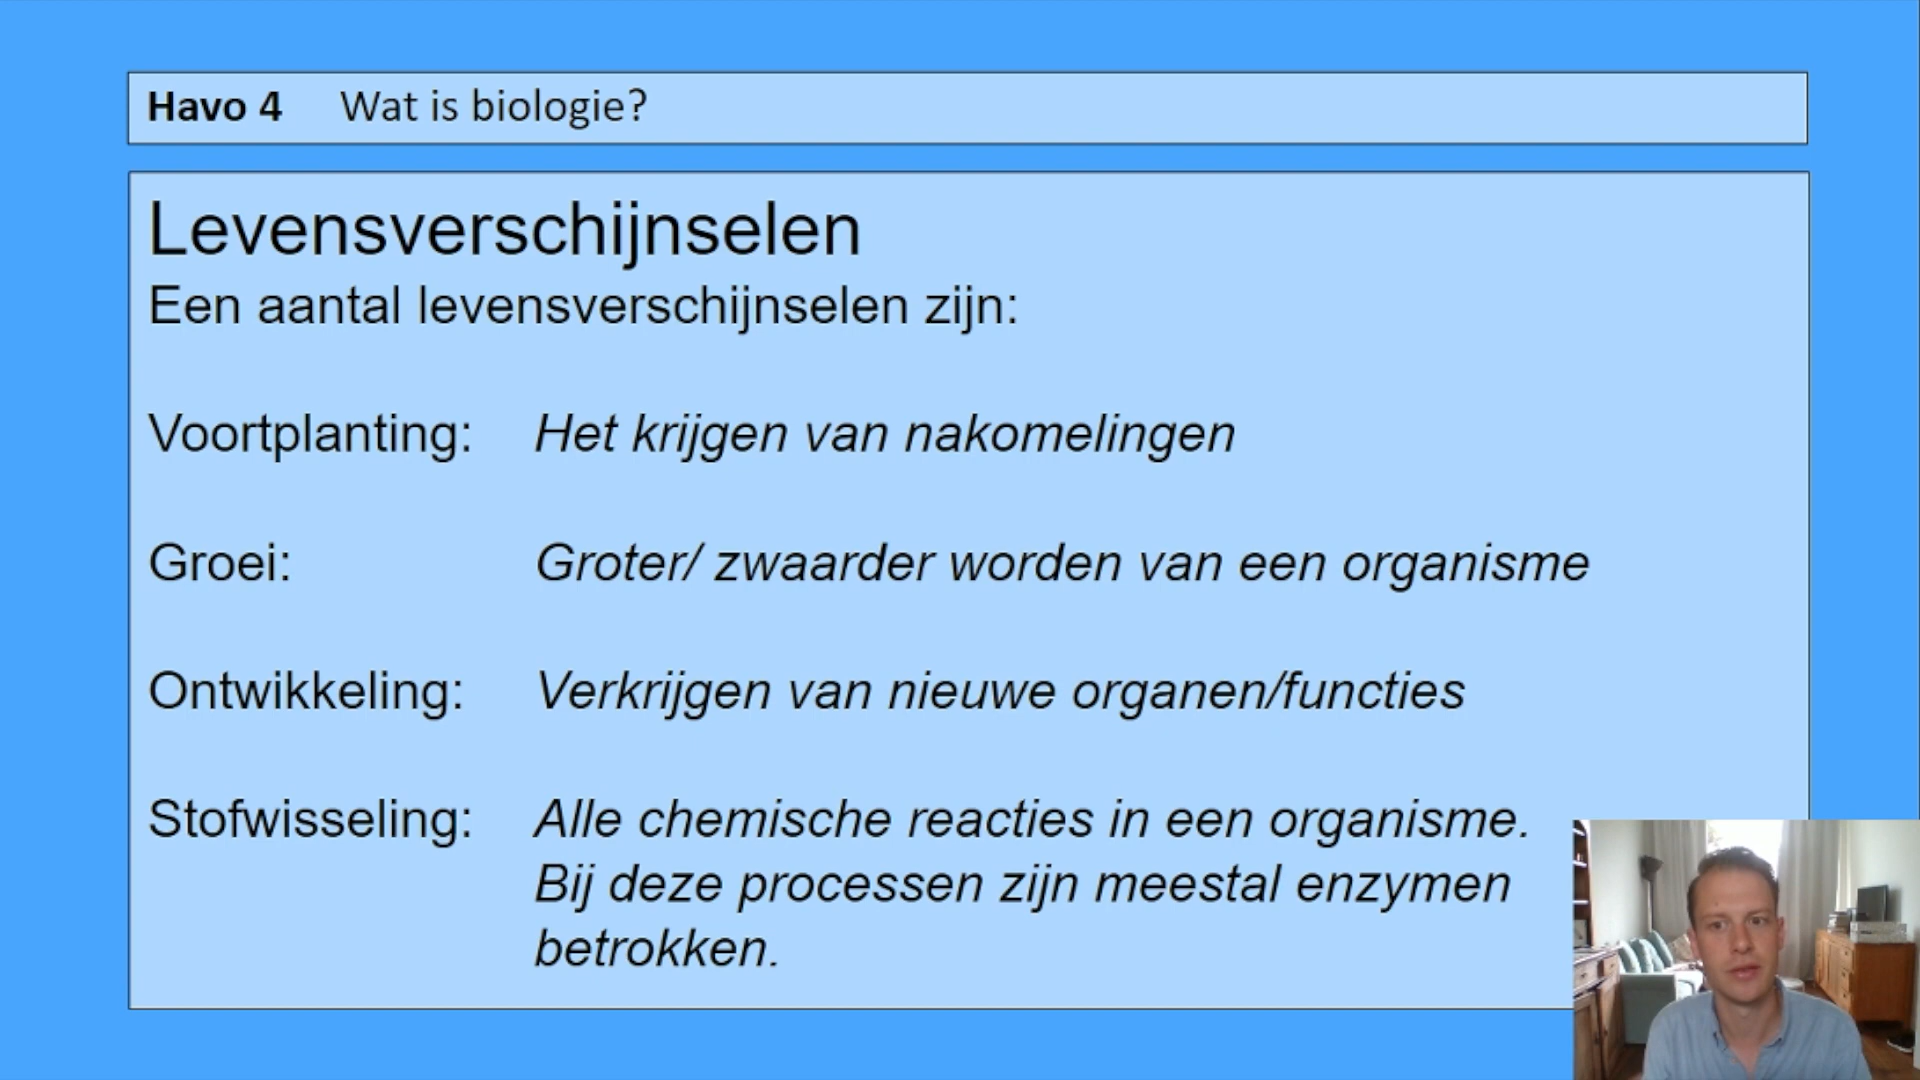 Havo 4 Wat is biologie?
Levensverschijnselen
Een aantal levensverschijnselen zijn:
Voortplanting: Het krijgen van nakomelingen
Groei: Groter/ zwaarder worden van een organisme
Ontwikkeling: Verkrijgen van nieuwe organen/functies
Stofwisseling: Alle chemische reacties in een organisme.
Bij deze processen zijn meestal enzymen
betrokken.